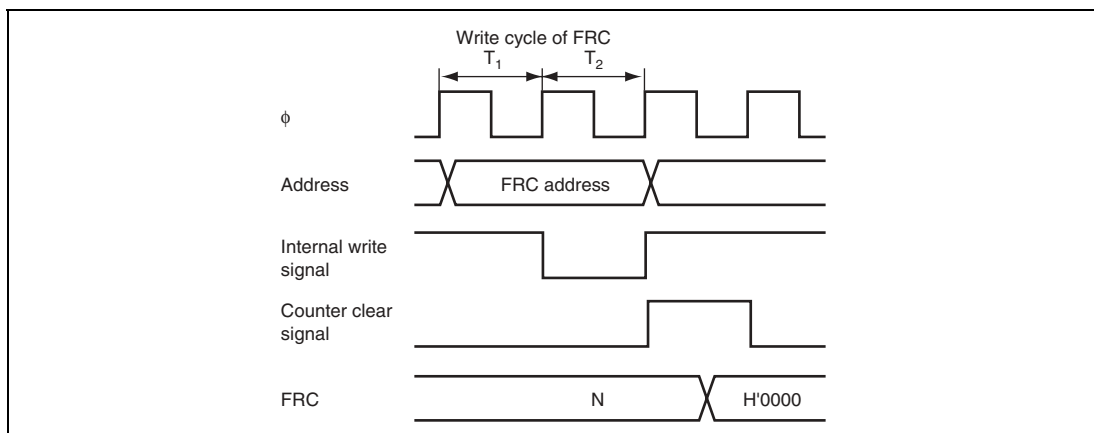 Write cycle of FRC
T₁ T₂
ϕ
Address
FRC address
Internal write
signal
Counter clear
signal
FRC
N
H'0000